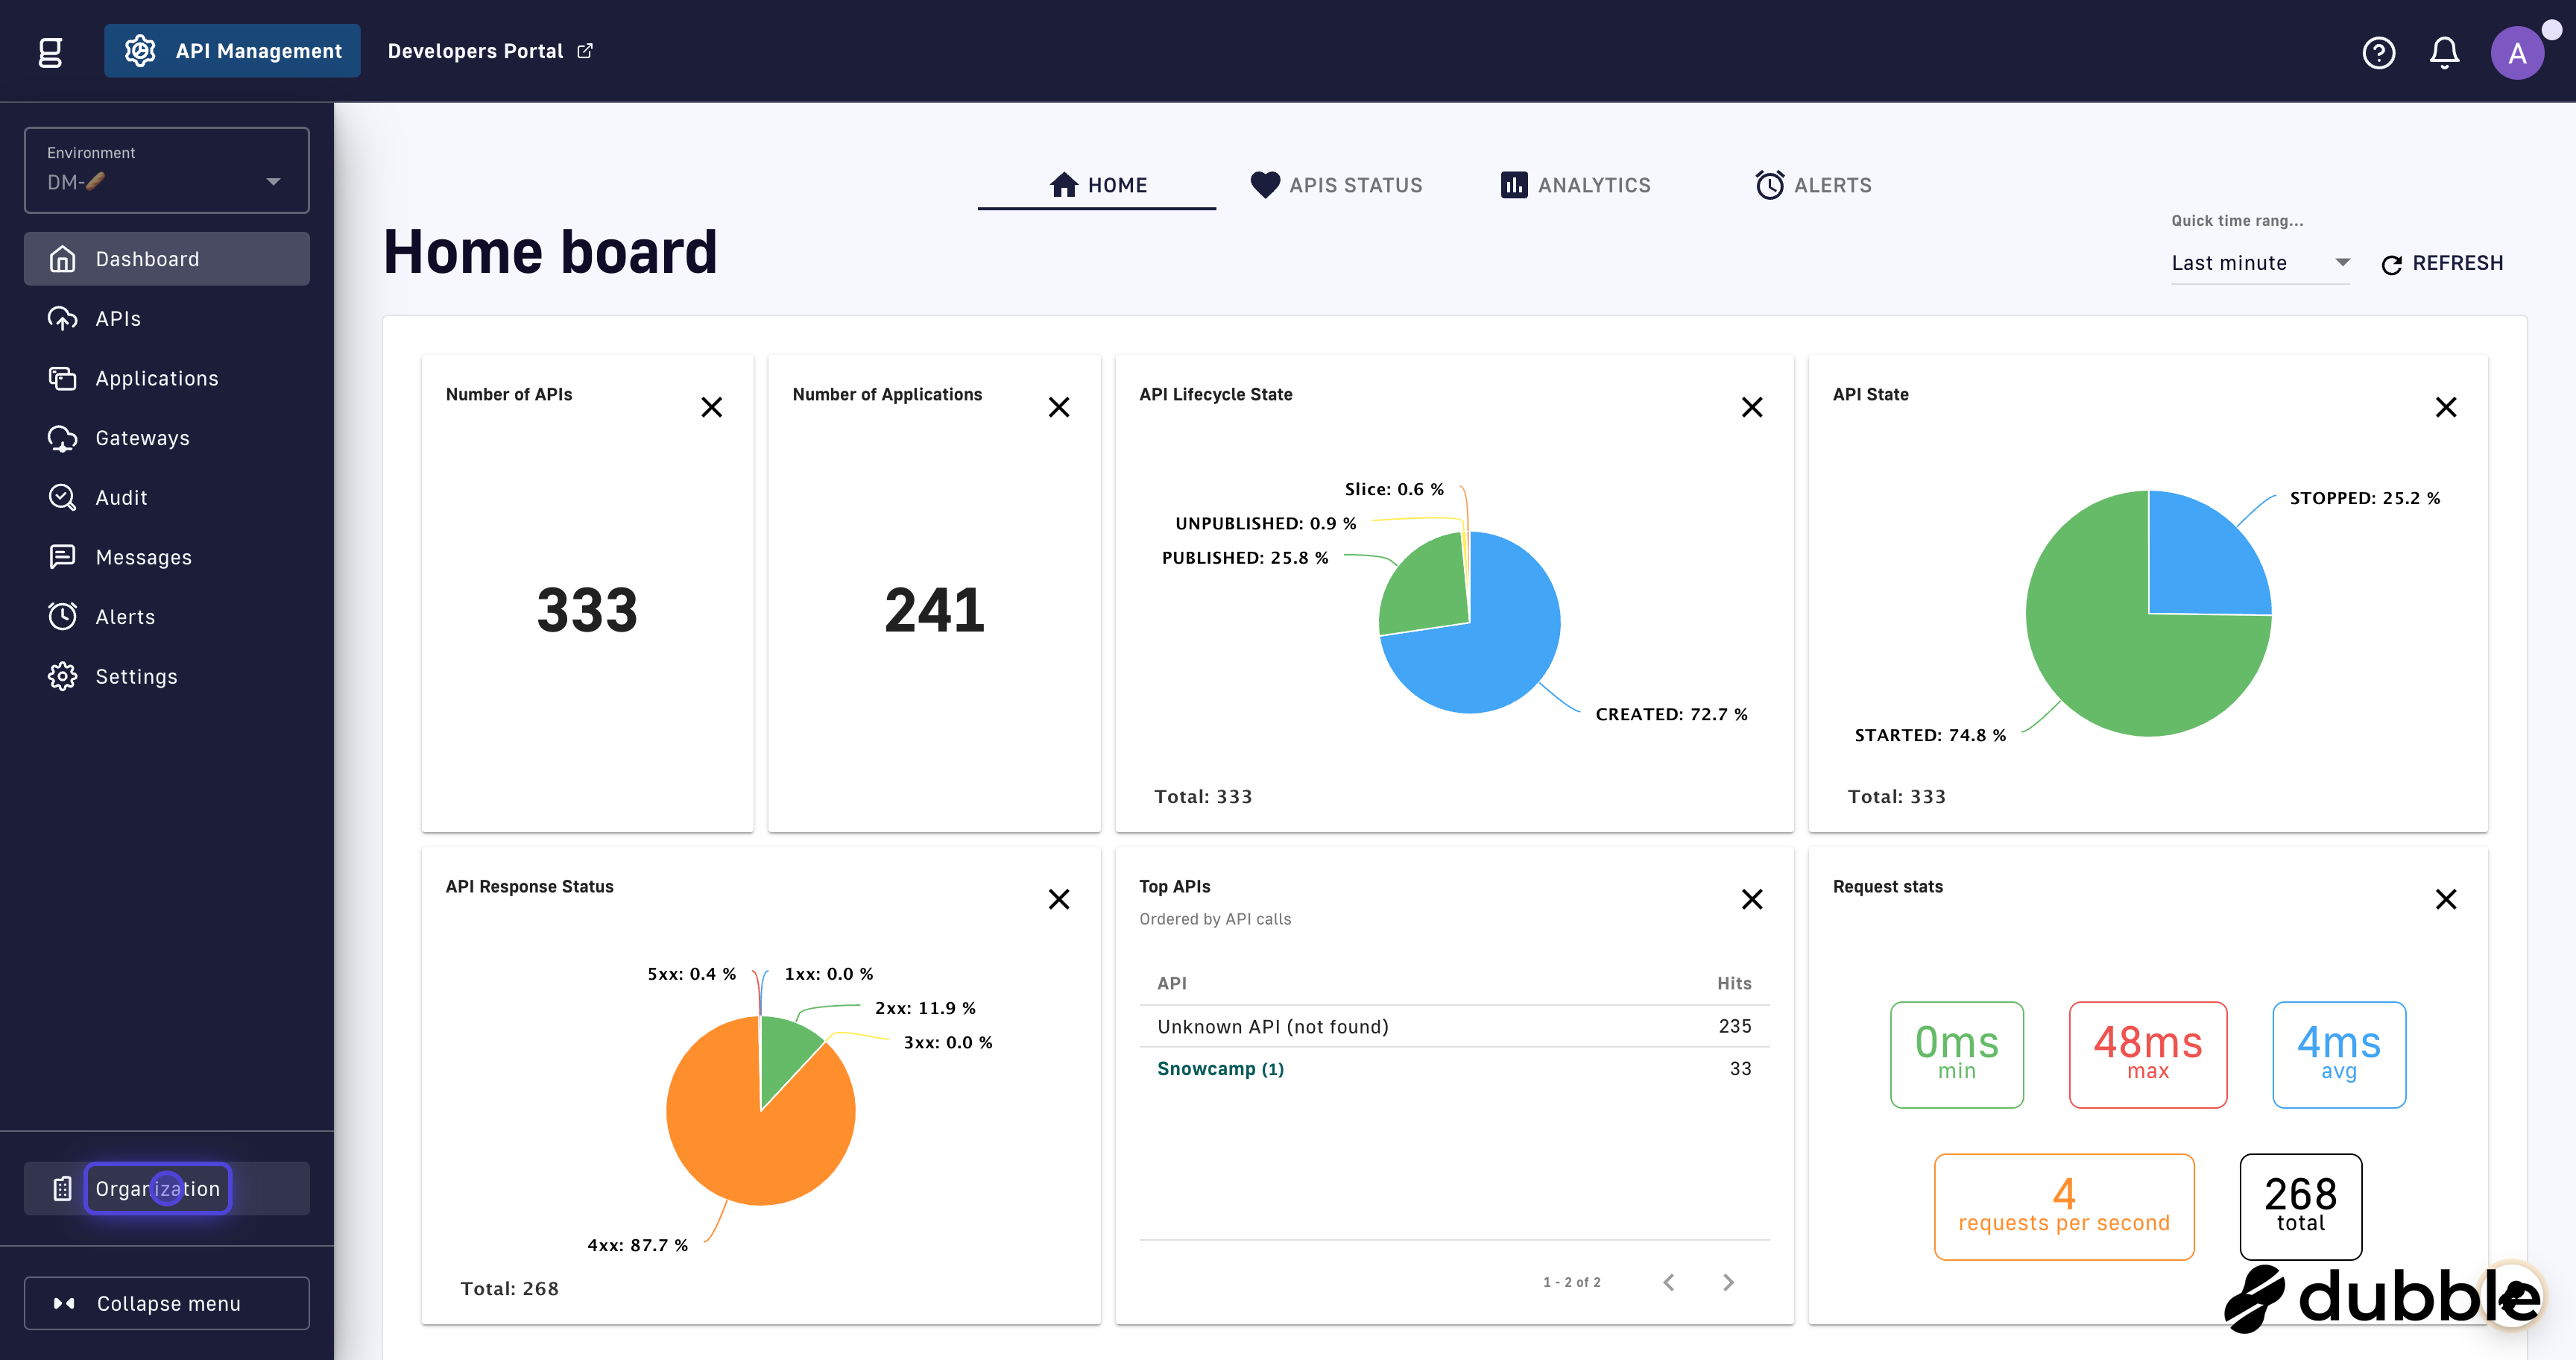 g
API Management
Developers Portal
A
Environment
DM-🥖
Dashboard
APIs
Applications
Gateways
Audit
Messages
Alerts
Settings
Organization
Collapse menu
HOME
APIS STATUS
ANALYTICS
ALERTS
Home board
Quick time rang...
Last minute
REFRESH
Number of APIs
333
Number of Applications
241
API Lifecycle State
Slice: 0.6 %
UNPUBLISHED: 0.9 %
PUBLISHED: 25.8 %
CREATED: 72.7 %
Total: 333
API State
STOPPED: 25.2 %
STARTED: 74.8 %
Total: 333
API Response Status
5xx: 0.4 %
1xx: 0.0 %
2xx: 11.9 %
3xx: 0.0 %
4xx: 87.7 %
Total: 268
Top APIs
Ordered by API calls
API Hits
Unknown API (not found) 235
Snowcamp (1) 33
1 - 2 of 2
Request stats
0ms
min
48ms
max
4ms
avg
4
requests per second
268
total
dubble